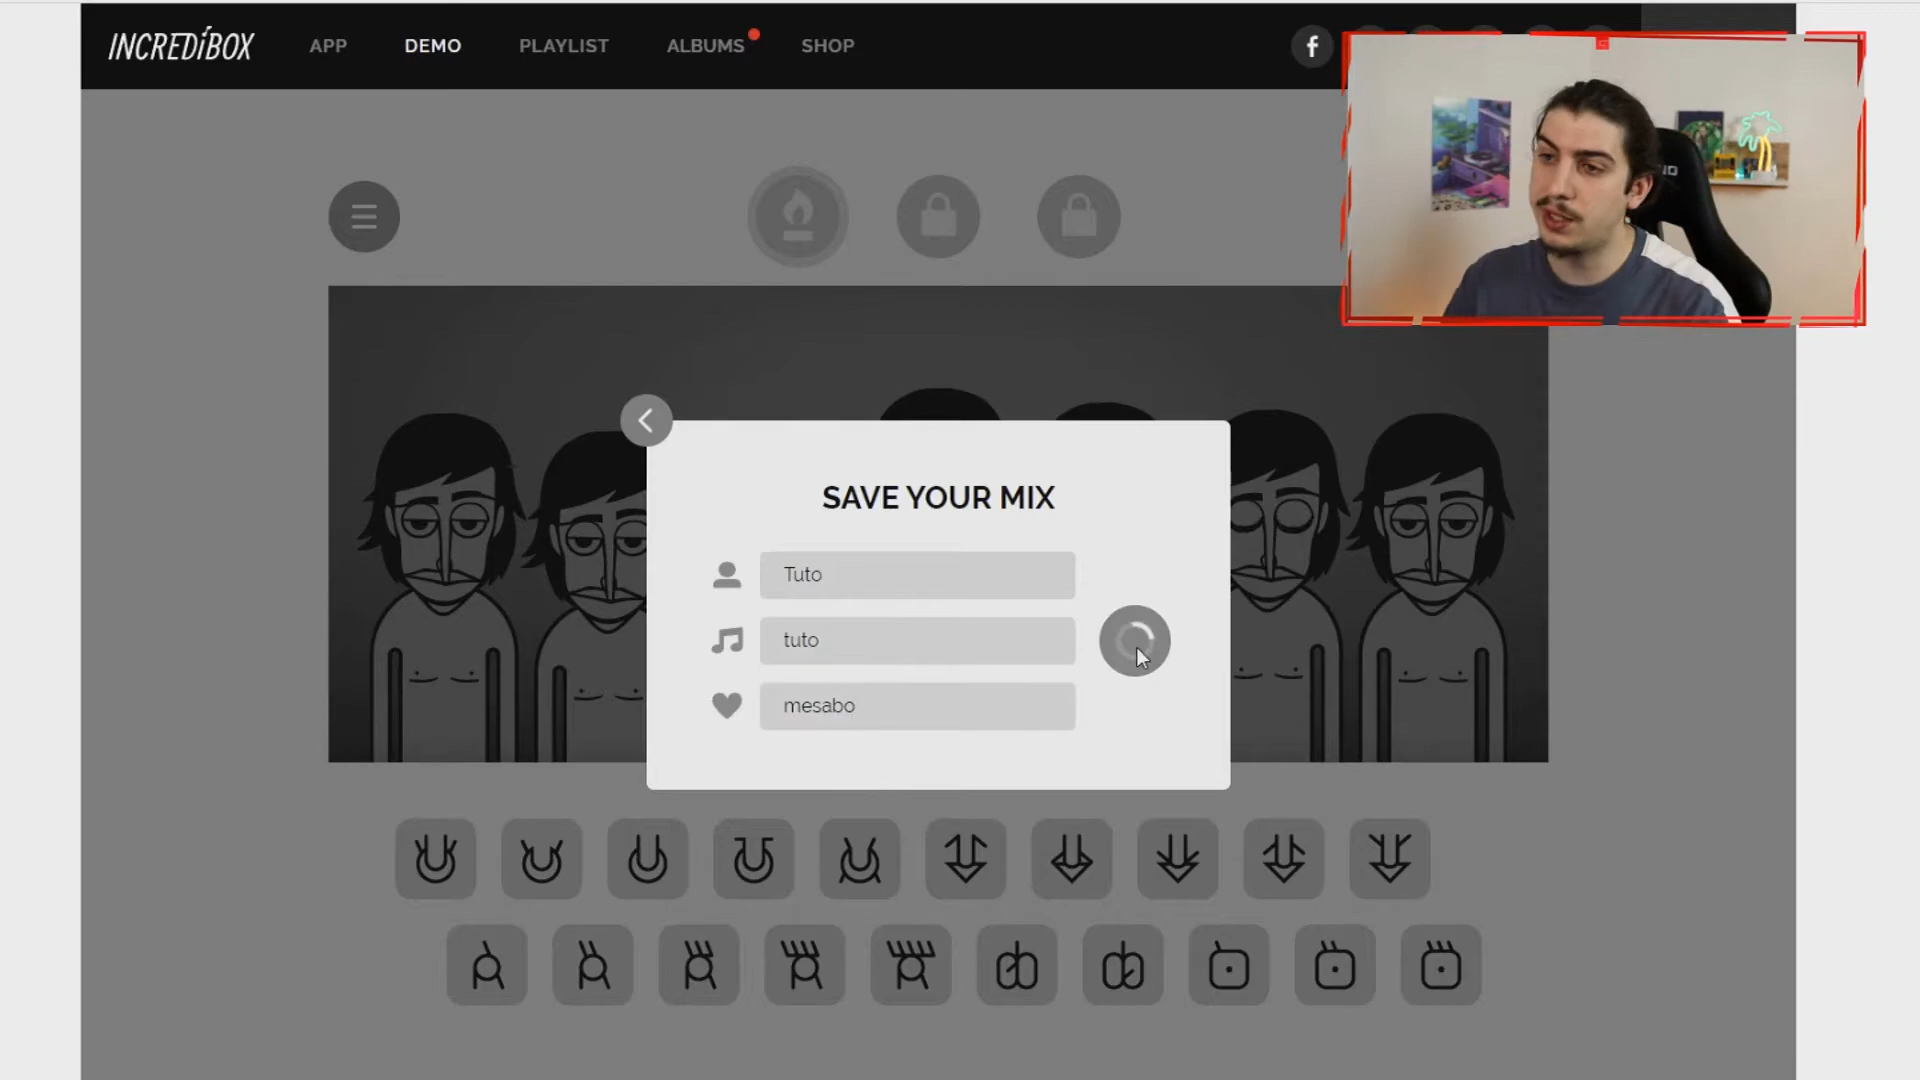 INCREDIBOX
APP
DEMO
PLAYLIST
ALBUMS
SHOP
SAVE YOUR MIX
Tuto
tuto
mesabo